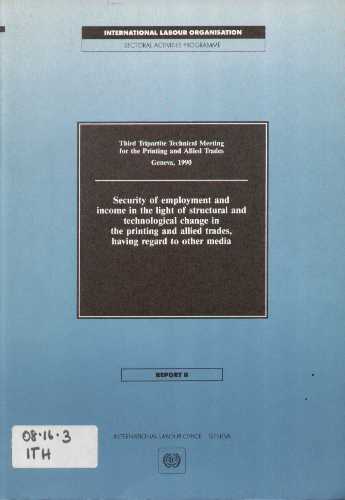 INTERNATIONAL LABOUR ORGANISATION
SECTORAL ACTIVITIES PROGRAMME
Third Tripartite Technical Meeting
for the Printing and Allied Trades
Geneva, 1990
Security of employment and
income in the light of structural and
technological change in
the printing and allied trades,
having regard to other media
REPORT II
INTERNATIONAL LABOUR OFFICE GENEVA
08·16·3
ITH